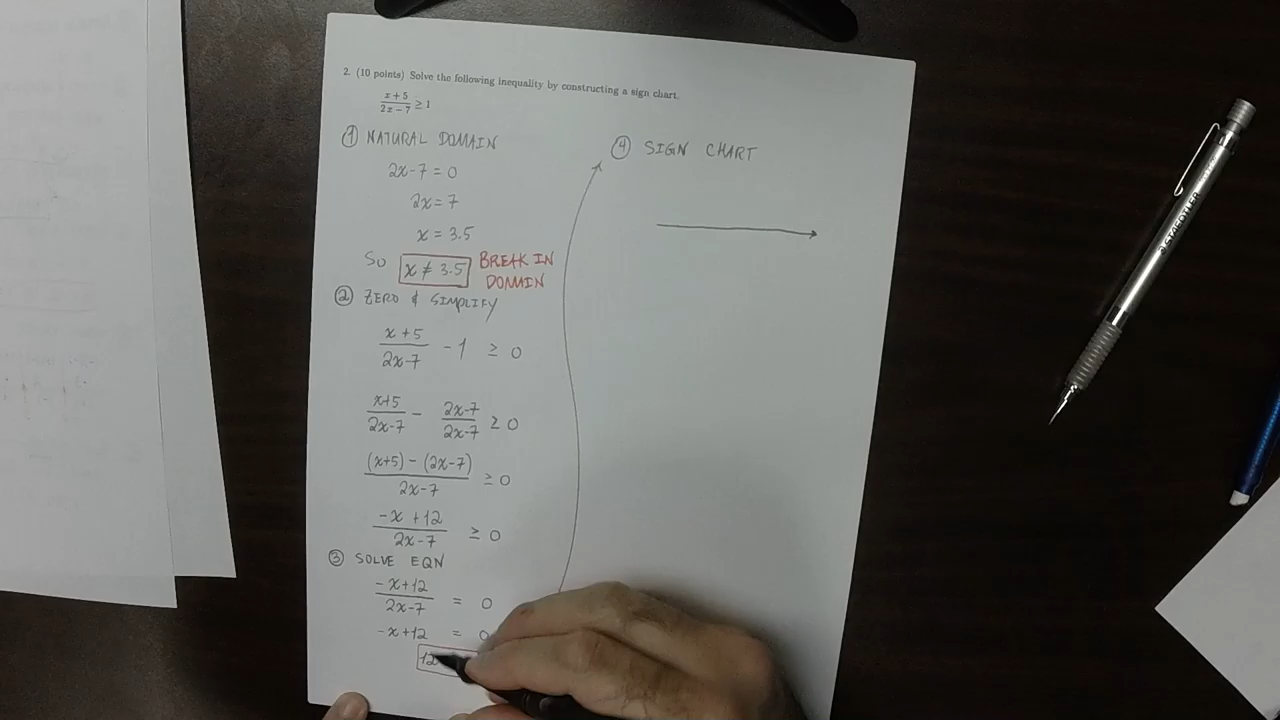 2. (10 points) Solve the following inequality by constructing a sign chart.
x + 5
2x − 7 ≥ 1
① NATURAL DOMAIN
2x-7 = 0
2x = 7
x = 3.5
So x ≠ 3.5 BREAK IN
DOMAIN
② ZERO & SIMPLIFY
x+5
2x-7 - 1 ≥ 0
x+5 2x-7
2x-7 - 2x-7 ≥ 0
(x+5) - (2x-7)
2x-7 ≥ 0
-x +12
2x-7 ≥ 0
③ SOLVE EQN
-x+12
2x-7 = 0
-x+12 = 0
12
④ SIGN CHART
STAEDTLER